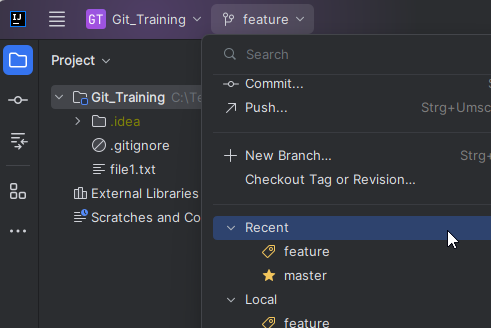 IJ
GT Git_Training feature
Search
Project
Commit...
Git_Training C:\Te
Push... Strg+Umsc
.idea
.gitignore
New Branch... Strg+
file1.txt
Checkout Tag or Revision...
External Libraries
Scratches and Co
Recent
feature
master
Local
feature